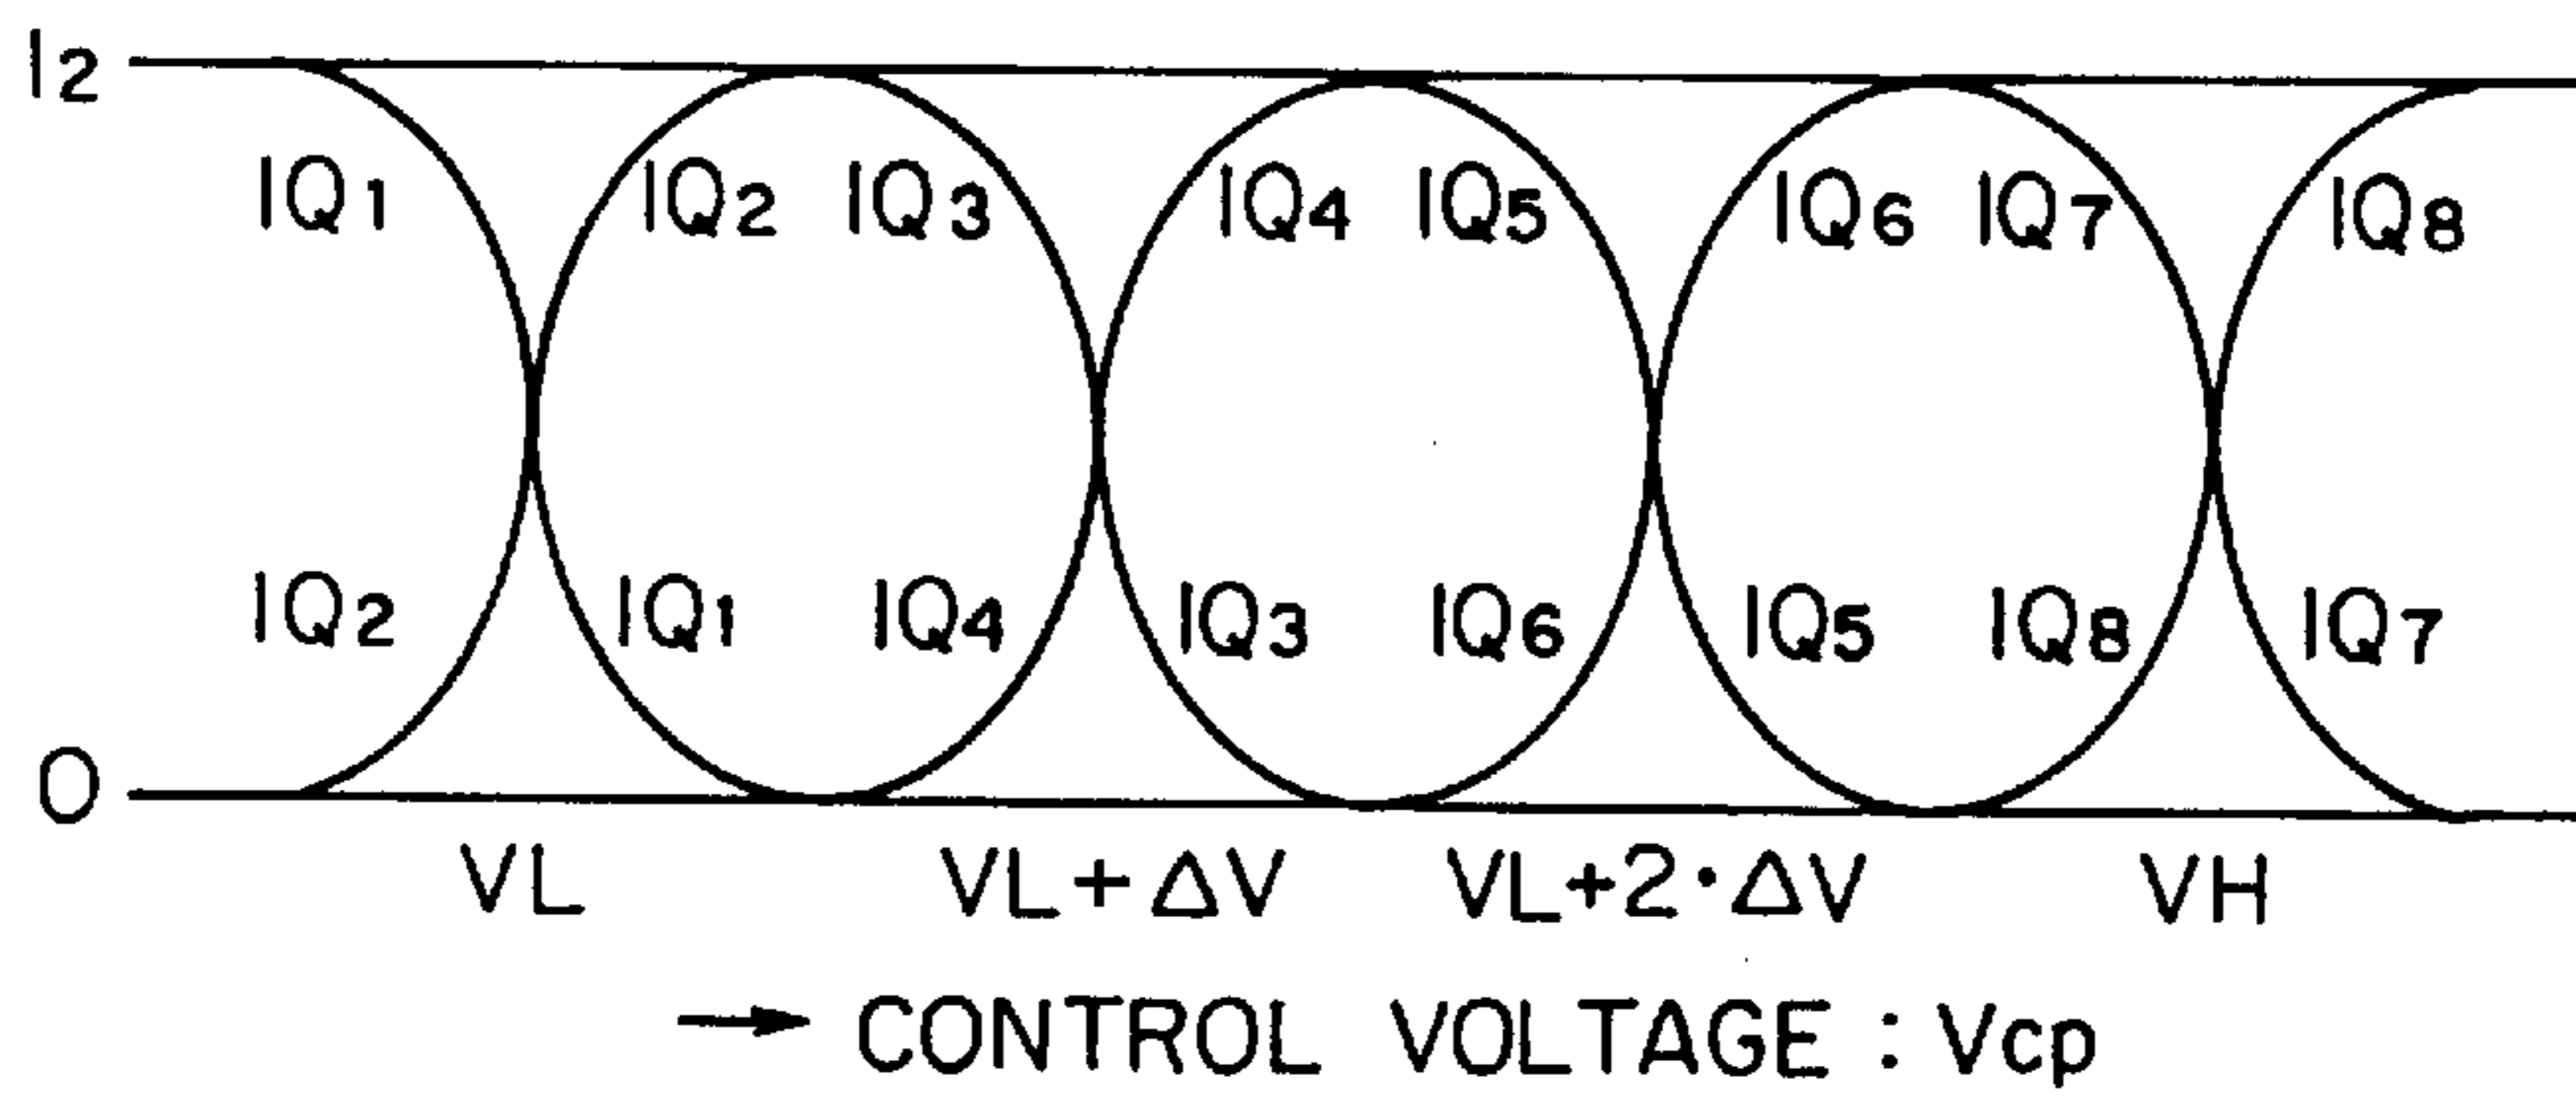 I2
IQ1 IQ2 IQ3 IQ4 IQ5 IQ6 IQ7 IQ8
IQ2 IQ1 IQ4 IQ3 IQ6 IQ5 IQ8 IQ7
0
VL VL+ΔV VL+2·ΔV VH
→ CONTROL VOLTAGE : Vcp